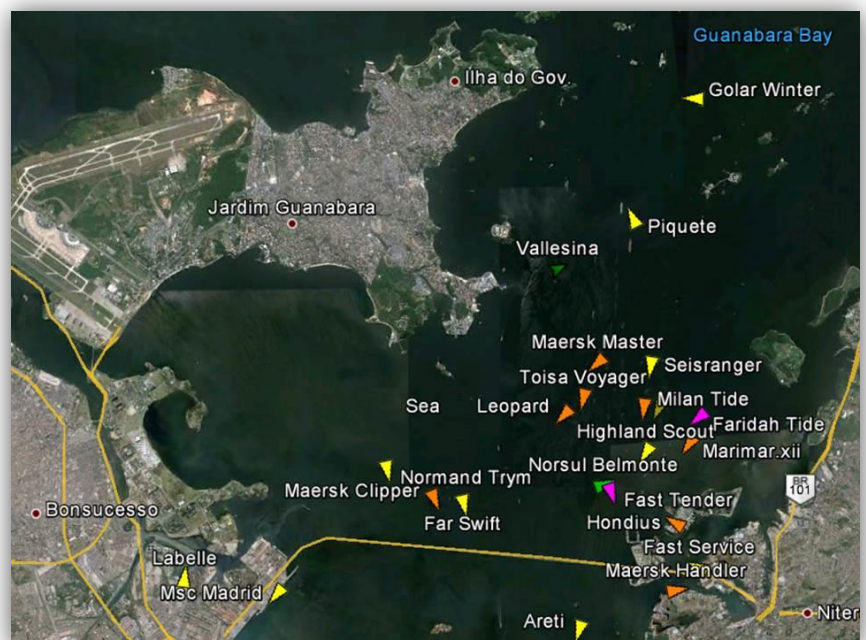 Guanabara Bay
Ilha do Gov.
Golar Winter
Jardim Guanabara
Piquete
Vallesina
Maersk Master
Seisranger
Toisa Voyager
Milan Tide
Sea
Leopard
Faridah Tide
Highland Scout
Marimar.xii
Norsul Belmonte
Normand Trym
Maersk Clipper
BR
101
Fast Tender
Bonsucesso
Far Swift
Hondius
Fast Service
Labelle
Maersk Handler
Msc Madrid
Areti
Niter